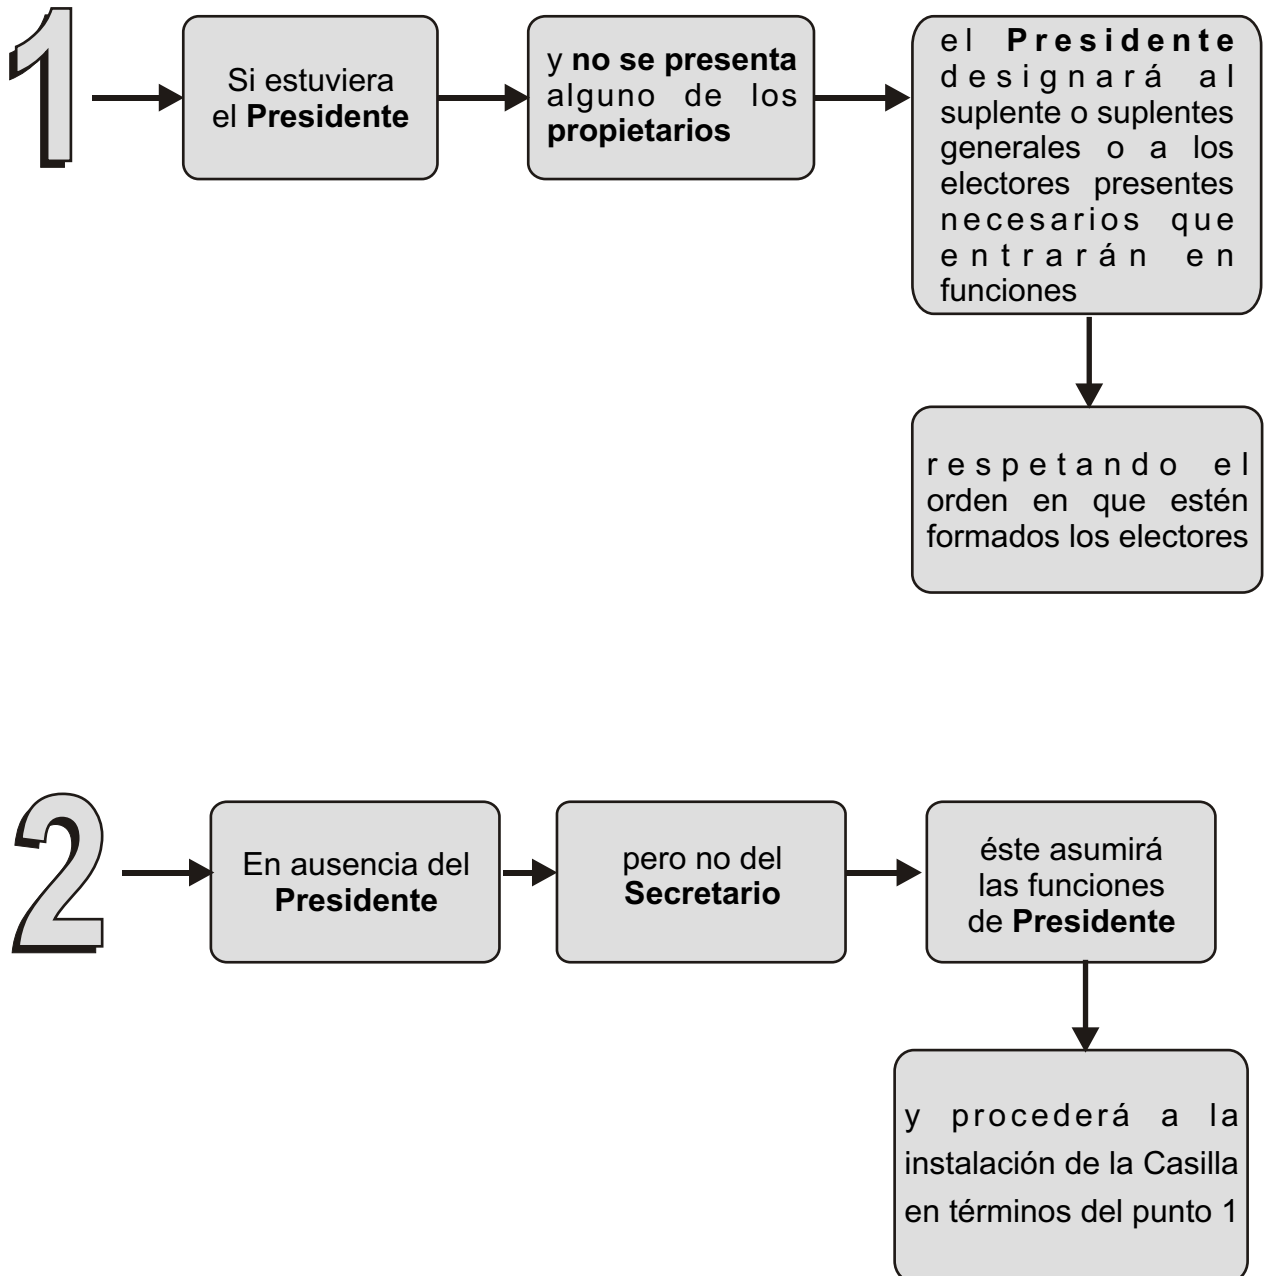 1
Si estuviera
el Presidente
y no se presenta
alguno de los
propietarios
el Presidente
designará al
suplente o suplentes
generales o a los
electores presentes
necesarios que
entrarán en
funciones
respetando el
orden en que estén
formados los electores
2
En ausencia del
Presidente
pero no del
Secretario
éste asumirá
las funciones
de Presidente
y procederá a la
instalación de la Casilla
en términos del punto 1